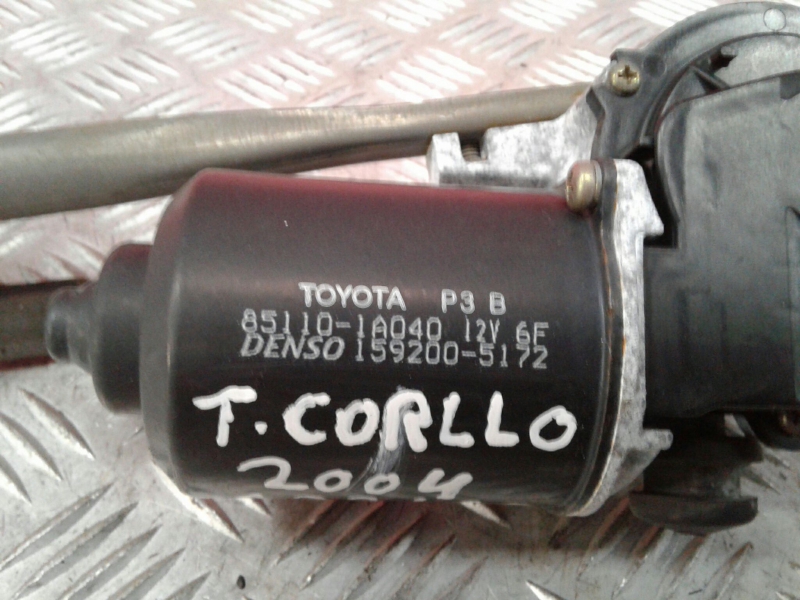 TOYOTA P3 B
85110-1A040 12V 6F
DENSO 159200-5172
T. CORLLO
2004